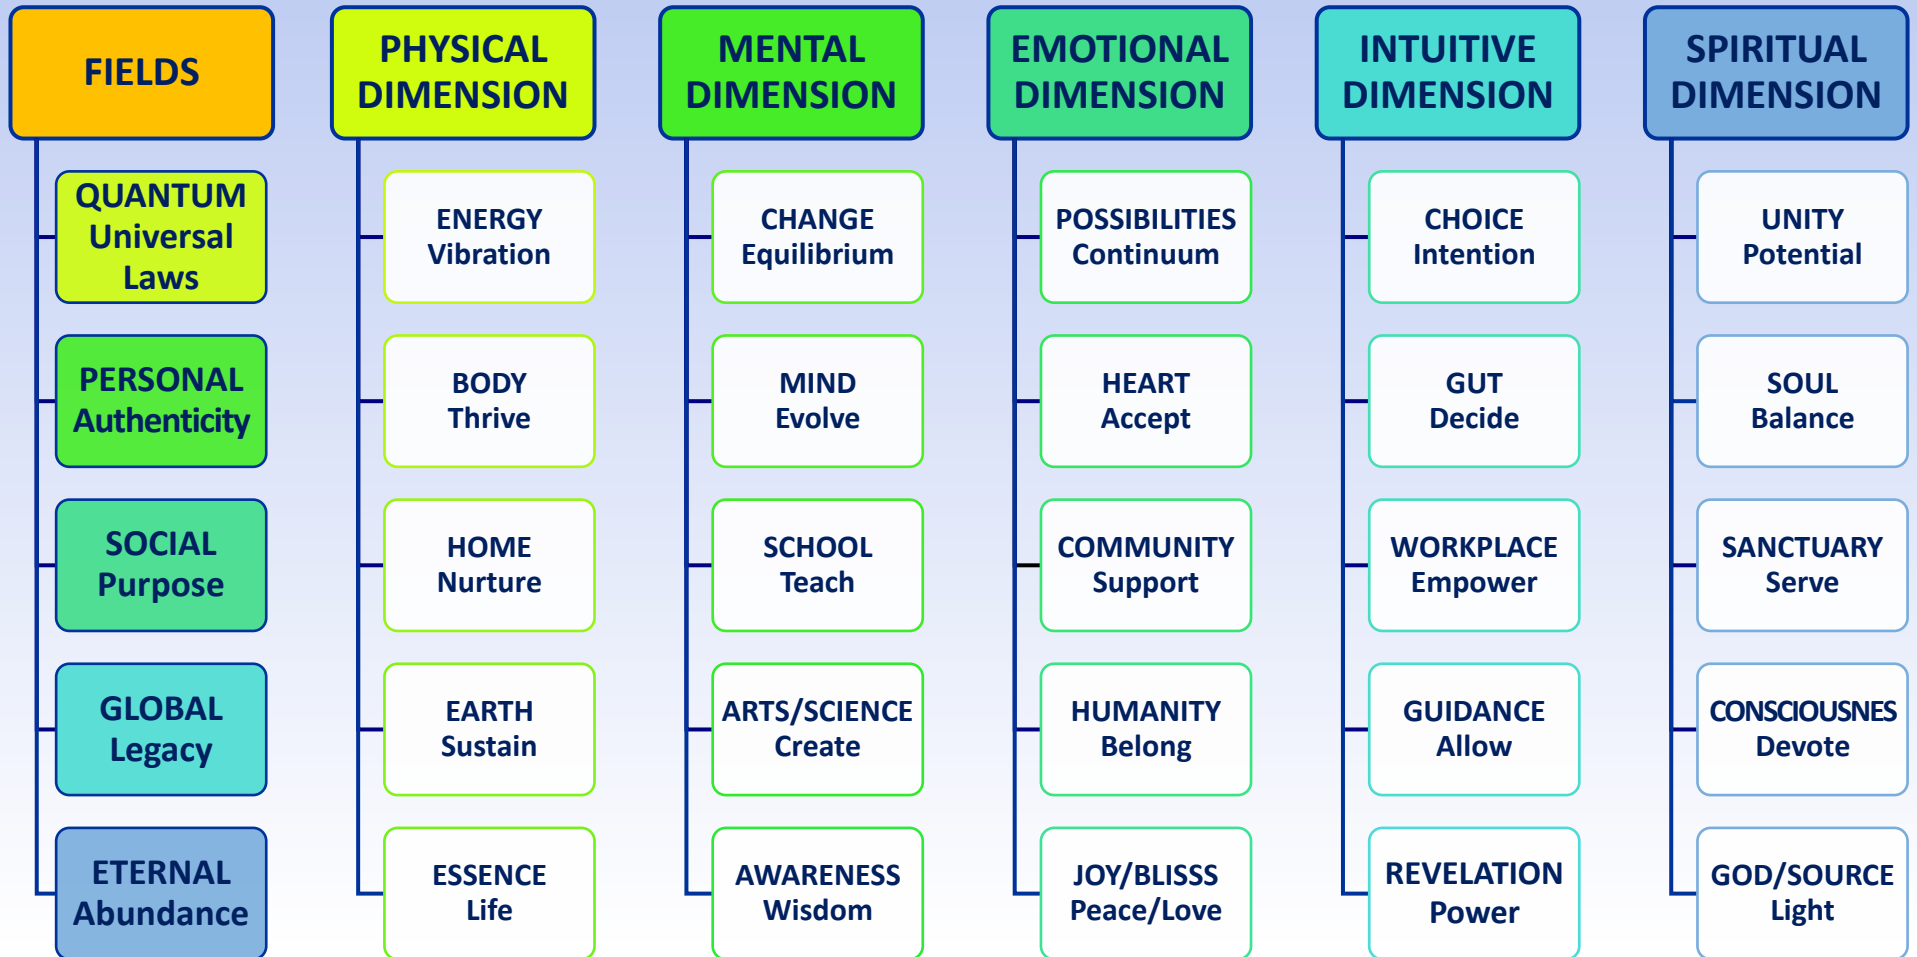 FIELDS
QUANTUM
Universal
Laws
PERSONAL
Authenticity
SOCIAL
Purpose
GLOBAL
Legacy
ETERNAL
Abundance
PHYSICAL
DIMENSION
ENERGY
Vibration
BODY
Thrive
HOME
Nurture
EARTH
Sustain
ESSENCE
Life
MENTAL
DIMENSION
CHANGE
Equilibrium
MIND
Evolve
SCHOOL
Teach
ARTS/SCIENCE
Create
AWARENESS
Wisdom
EMOTIONAL
DIMENSION
POSSIBILITIES
Continuum
HEART
Accept
COMMUNITY
Support
HUMANITY
Belong
JOY/BLISSS
Peace/Love
INTUITIVE
DIMENSION
CHOICE
Intention
GUT
Decide
WORKPLACE
Empower
GUIDANCE
Allow
REVELATION
Power
SPIRITUAL
DIMENSION
UNITY
Potential
SOUL
Balance
SANCTUARY
Serve
CONSCIOUSNES
Devote
GOD/SOURCE
Light